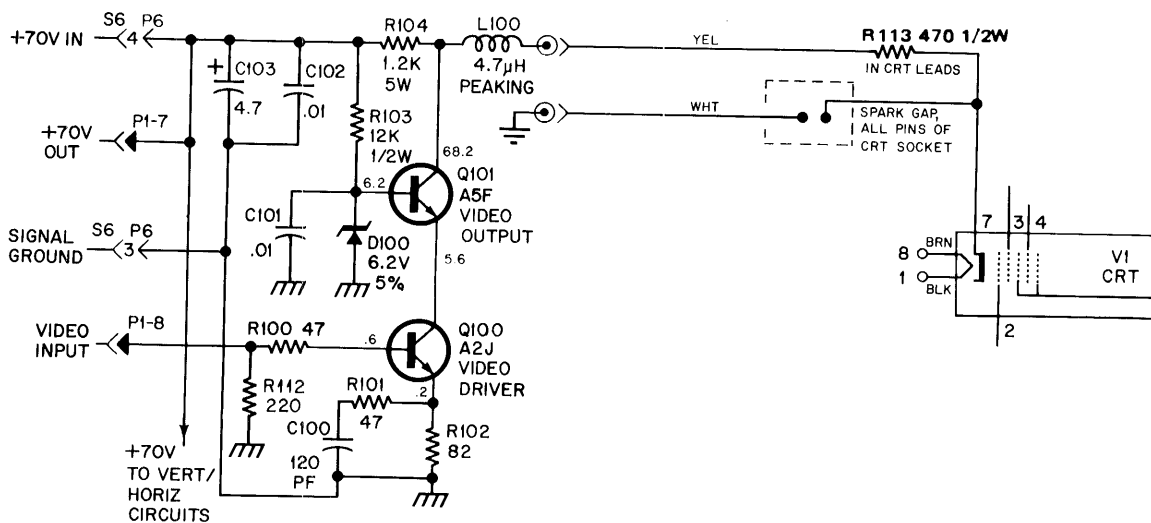 +70V IN
S6
4
P6
+
C103
4.7
C102
.01
R104
1.2K
5W
L100
4.7µH
PEAKING
YEL
R113 470 1/2W
IN CRT LEADS
+70V
OUT
P1-7
R103
12K
1/2W
WHT
SPARK GAP,
ALL PINS OF
CRT SOCKET
68.2
6.2
Q101
A5F
VIDEO
OUTPUT
C101
.01
D100
6.2V
5%
5.6
SIGNAL
GROUND
S6
3
P6
7
3
4
8
BRN
1
BLK
2
V1
CRT
VIDEO
INPUT
P1-8
R100 47
.6
Q100
A2J
VIDEO
DRIVER
R112
220
R101
47
.2
C100
120
PF
R102
82
+70V
TO VERT/
HORIZ
CIRCUITS